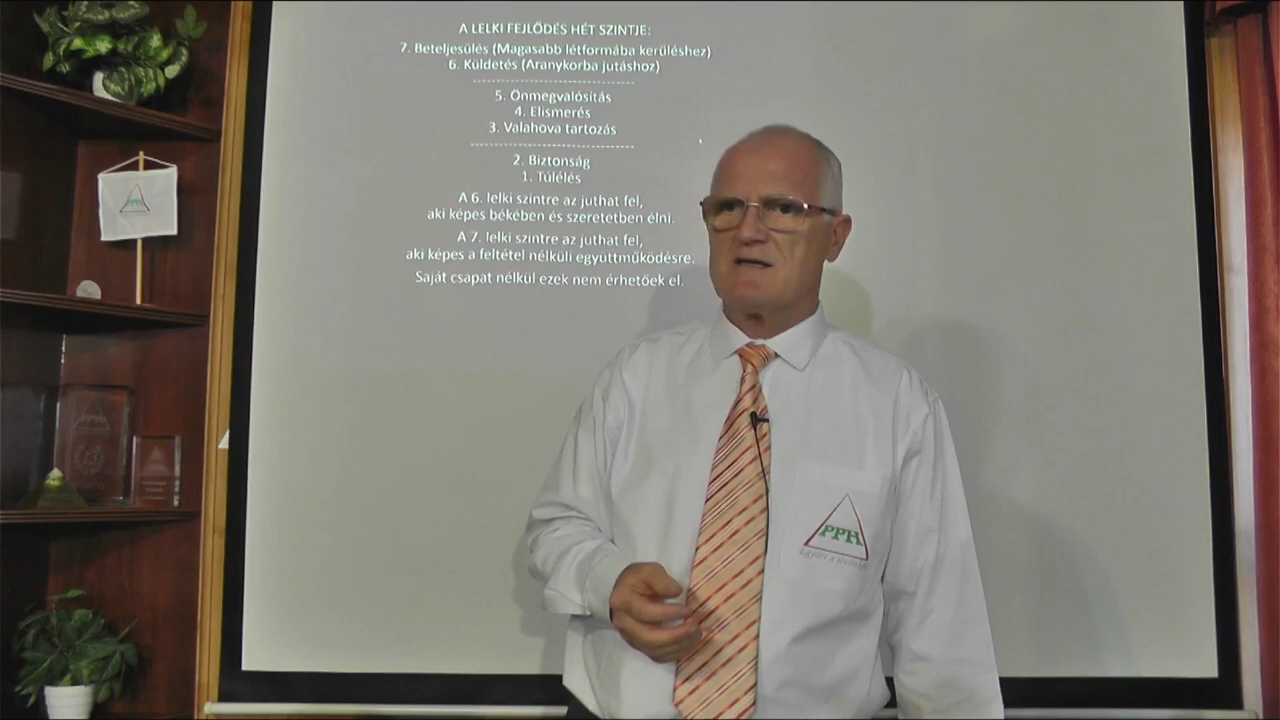 A LELKI FEJLŐDÉS HÉT SZINTJE:
7. Beteljesülés (Magasabb létformába kerüléshez)
6. Küldetés (Aranykorba jutáshoz)
5. Önmegvalósítás
4. Elismerés
3. Valahova tartozás
2. Biztonság
1. Túlélés
A 6. lelki szintre az juthat fel,
aki képes békében és szeretetben élni.
A 7. lelki szintre az juthat fel,
aki képes a feltétel nélküli együttműködésre.
Saját csapat nélkül ezek nem érhetőek el.
PPH
PPH
13